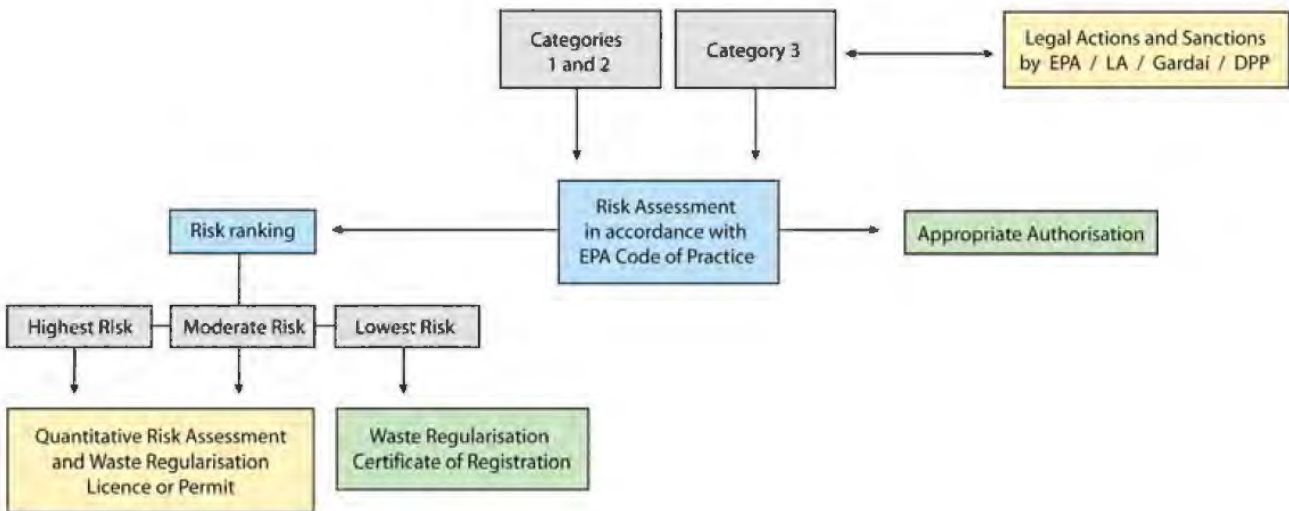 Categories
1 and 2
Category 3
Legal Actions and Sanctions
by EPA / LA / Gardaí / DPP
Risk Assessment
in accordance with
EPA Code of Practice
Risk ranking
Appropriate Authorisation
Highest Risk
Moderate Risk
Lowest Risk
Quantitative Risk Assessment
and Waste Regularisation
Licence or Permit
Waste Regularisation
Certificate of Registration